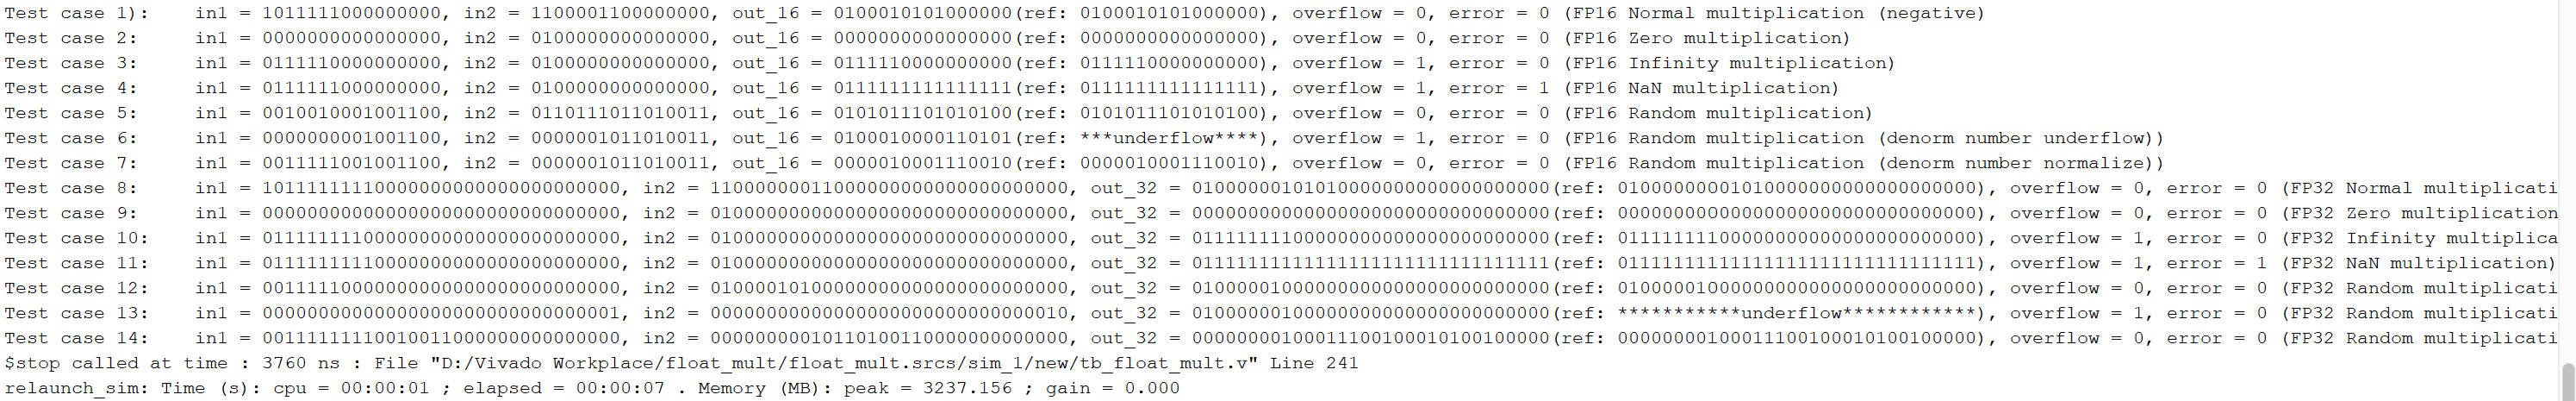 Test case 1): in1 = 1011111000000000, in2 = 1100001100000000, out_16 = 0100010101000000(ref: 0100010101000000), overflow = 0, error = 0 (FP16 Normal multiplication (negative)
Test case 2: in1 = 0000000000000000, in2 = 0100000000000000, out_16 = 0000000000000000(ref: 0000000000000000), overflow = 0, error = 0 (FP16 Zero multiplication)
Test case 3: in1 = 0111110000000000, in2 = 0100000000000000, out_16 = 0111110000000000(ref: 0111110000000000), overflow = 1, error = 0 (FP16 Infinity multiplication)
Test case 4: in1 = 0111111000000000, in2 = 0100000000000000, out_16 = 0111111111111111(ref: 0111111111111111), overflow = 1, error = 1 (FP16 NaN multiplication)
Test case 5: in1 = 0010010001001100, in2 = 0110111011010011, out_16 = 0101011101010100(ref: 0101011101010100), overflow = 0, error = 0 (FP16 Random multiplication)
Test case 6: in1 = 0000000001001100, in2 = 0000001011010011, out_16 = 0100010000110101(ref: ***underflow****), overflow = 1, error = 0 (FP16 Random multiplication (denorm number underflow))
Test case 7: in1 = 0011111001001100, in2 = 0000001011010011, out_16 = 0000010001110010(ref: 0000010001110010), overflow = 0, error = 0 (FP16 Random multiplication (denorm number normalize))
Test case 8: in1 = 10111111110000000000000000000000, in2 = 11000000011000000000000000000000, out_32 = 01000000101010000000000000000000(ref: 01000000001010000000000000000000), overflow = 0, error = 0 (FP32 Normal multiplicati
Test case 9: in1 = 00000000000000000000000000000000, in2 = 01000000000000000000000000000000, out_32 = 00000000000000000000000000000000(ref: 00000000000000000000000000000000), overflow = 0, error = 0 (FP32 Zero multiplication
Test case 10: in1 = 01111111100000000000000000000000, in2 = 01000000000000000000000000000000, out_32 = 01111111100000000000000000000000(ref: 01111111100000000000000000000000), overflow = 1, error = 0 (FP32 Infinity multiplica
Test case 11: in1 = 01111111110000000000000000000000, in2 = 01000000000000000000000000000000, out_32 = 01111111111111111111111111111111(ref: 01111111111111111111111111111111), overflow = 1, error = 1 (FP32 NaN multiplication)
Test case 12: in1 = 00111110000000000000000000000000, in2 = 01000010100000000000000000000000, out_32 = 01000001000000000000000000000000(ref: 01000001000000000000000000000000), overflow = 0, error = 0 (FP32 Random multiplicati
Test case 13: in1 = 00000000000000000000000000000001, in2 = 00000000000000000000000000000010, out_32 = 01000000100000000000000000000000(ref: ***********underflow************), overflow = 1, error = 0 (FP32 Random multiplicati
Test case 14: in1 = 00111111110010011000000000000000, in2 = 00000000010110100110000000000000, out_32 = 00000000100011100100010100100000(ref: 00000000100011100100010100100000), overflow = 0, error = 0 (FP32 Random multiplicati
$stop called at time : 3760 ns : File "D:/Vivado Workplace/float_mult/float_mult.srcs/sim_1/new/tb_float_mult.v" Line 241
relaunch_sim: Time (s): cpu = 00:00:01 ; elapsed = 00:00:07 . Memory (MB): peak = 3237.156 ; gain = 0.000